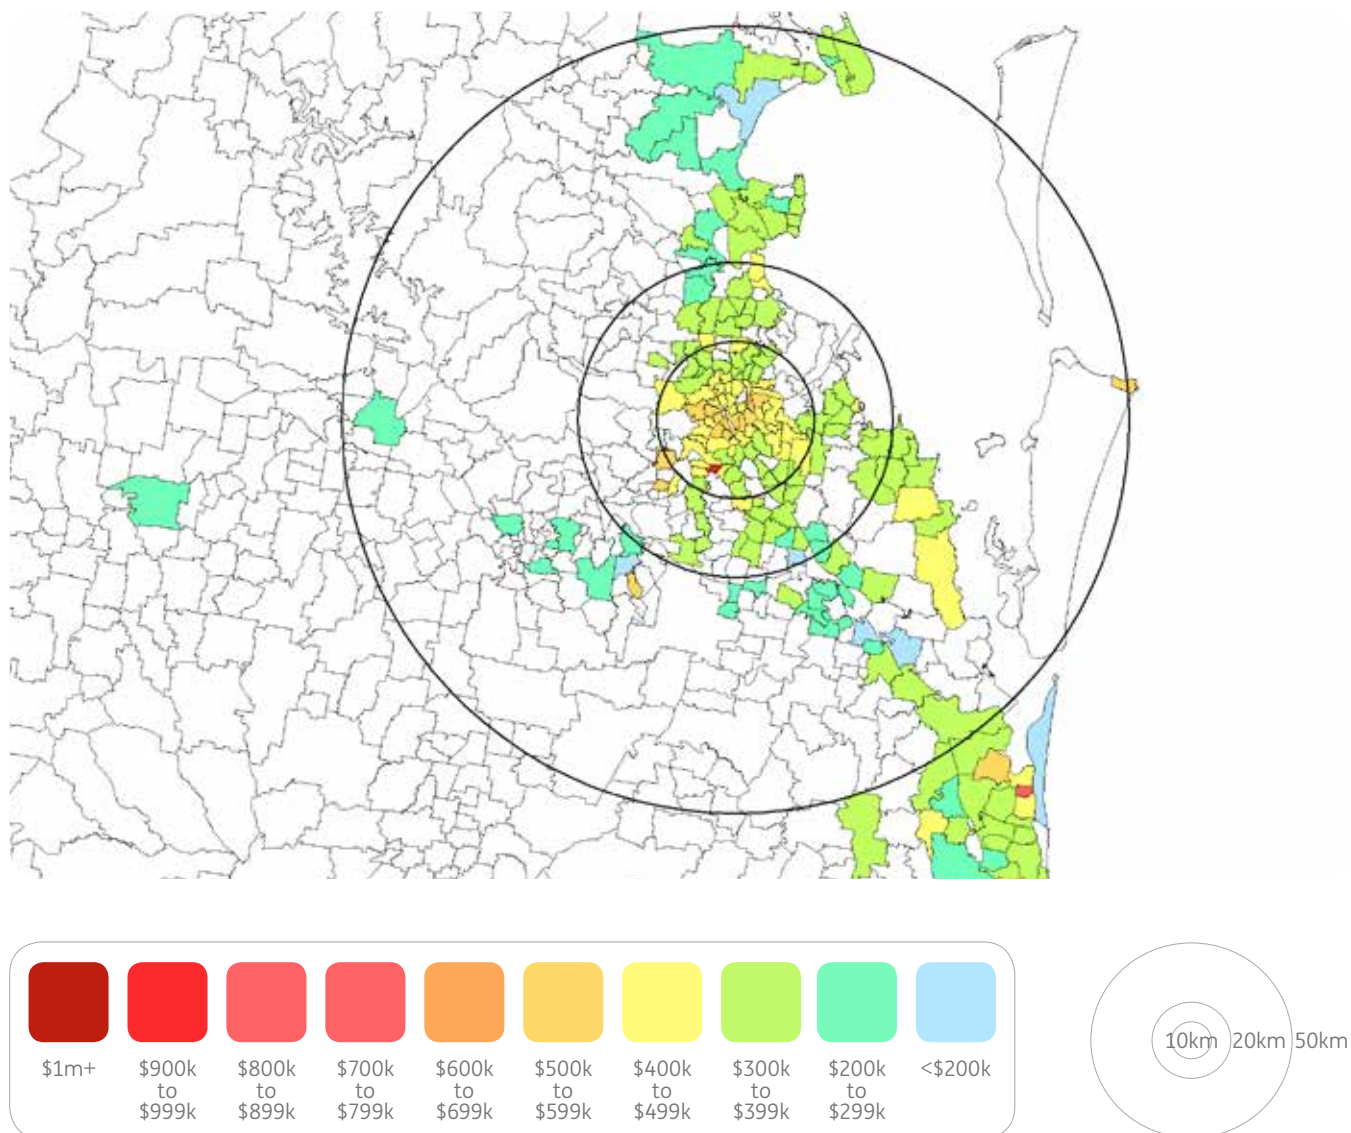 $1m+
$900k
to
$999k
$800k
to
$899k
$700k
to
$799k
$600k
to
$699k
$500k
to
$599k
$400k
to
$499k
$300k
to
$399k
$200k
to
$299k
<$200k
10km 20km 50km